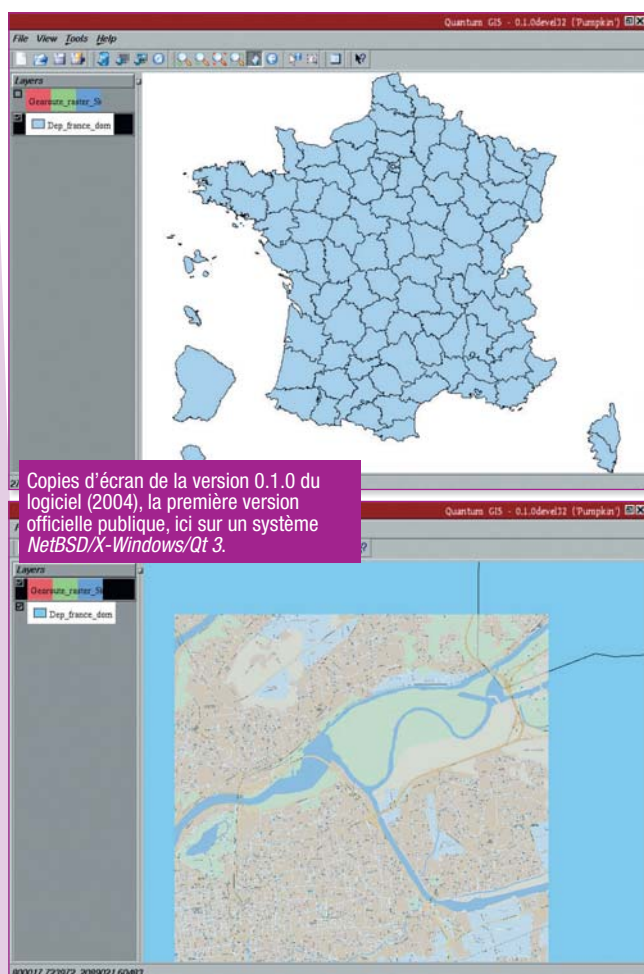 Quantum GIS - 0.1.0devel32 ('Pumpkin')
File View Tools Help
Layers
Georoute_raster_5k
Dep_france_dom
Copies d'écran de la version 0.1.0 du
logiciel (2004), la première version
officielle publique, ici sur un système
NetBSD/X-Windows/Qt 3.
Quantum GIS - 0.1.0devel32 ('Pumpkin')
Layers
Georoute_raster_5k
Dep_france_dom